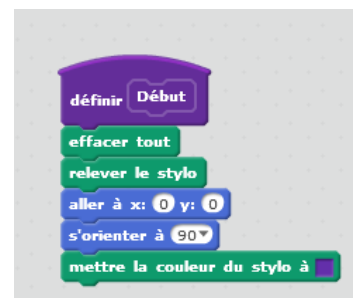 définir Début
effacer tout
relever le stylo
aller à x: 0 y: 0
s'orienter à 90
mettre la couleur du stylo à